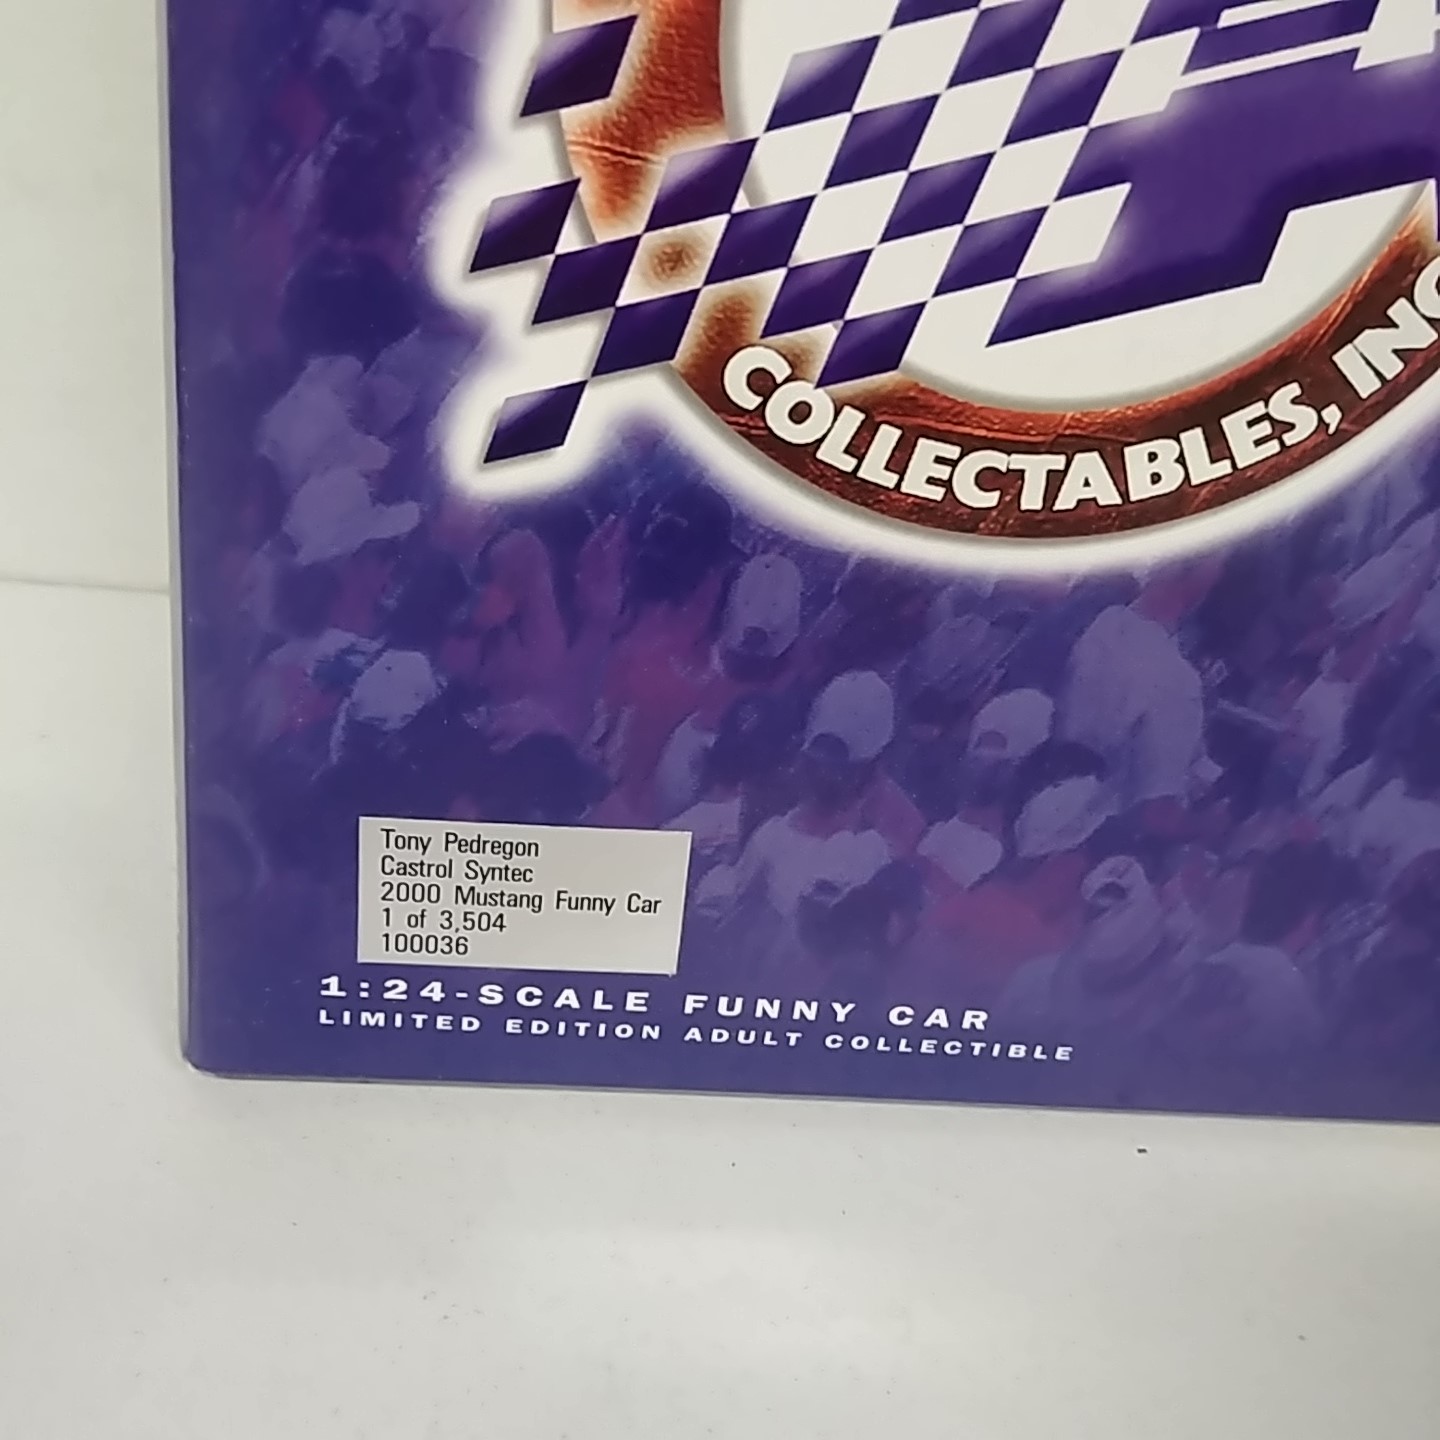 COLLECTABLES, INC
Tony Pedregon
Castrol Syntec
2000 Mustang Funny Car
1 of 3,504
100036
1:24-SCALE FUNNY CAR
LIMITED EDITION ADULT COLLECTIBLE